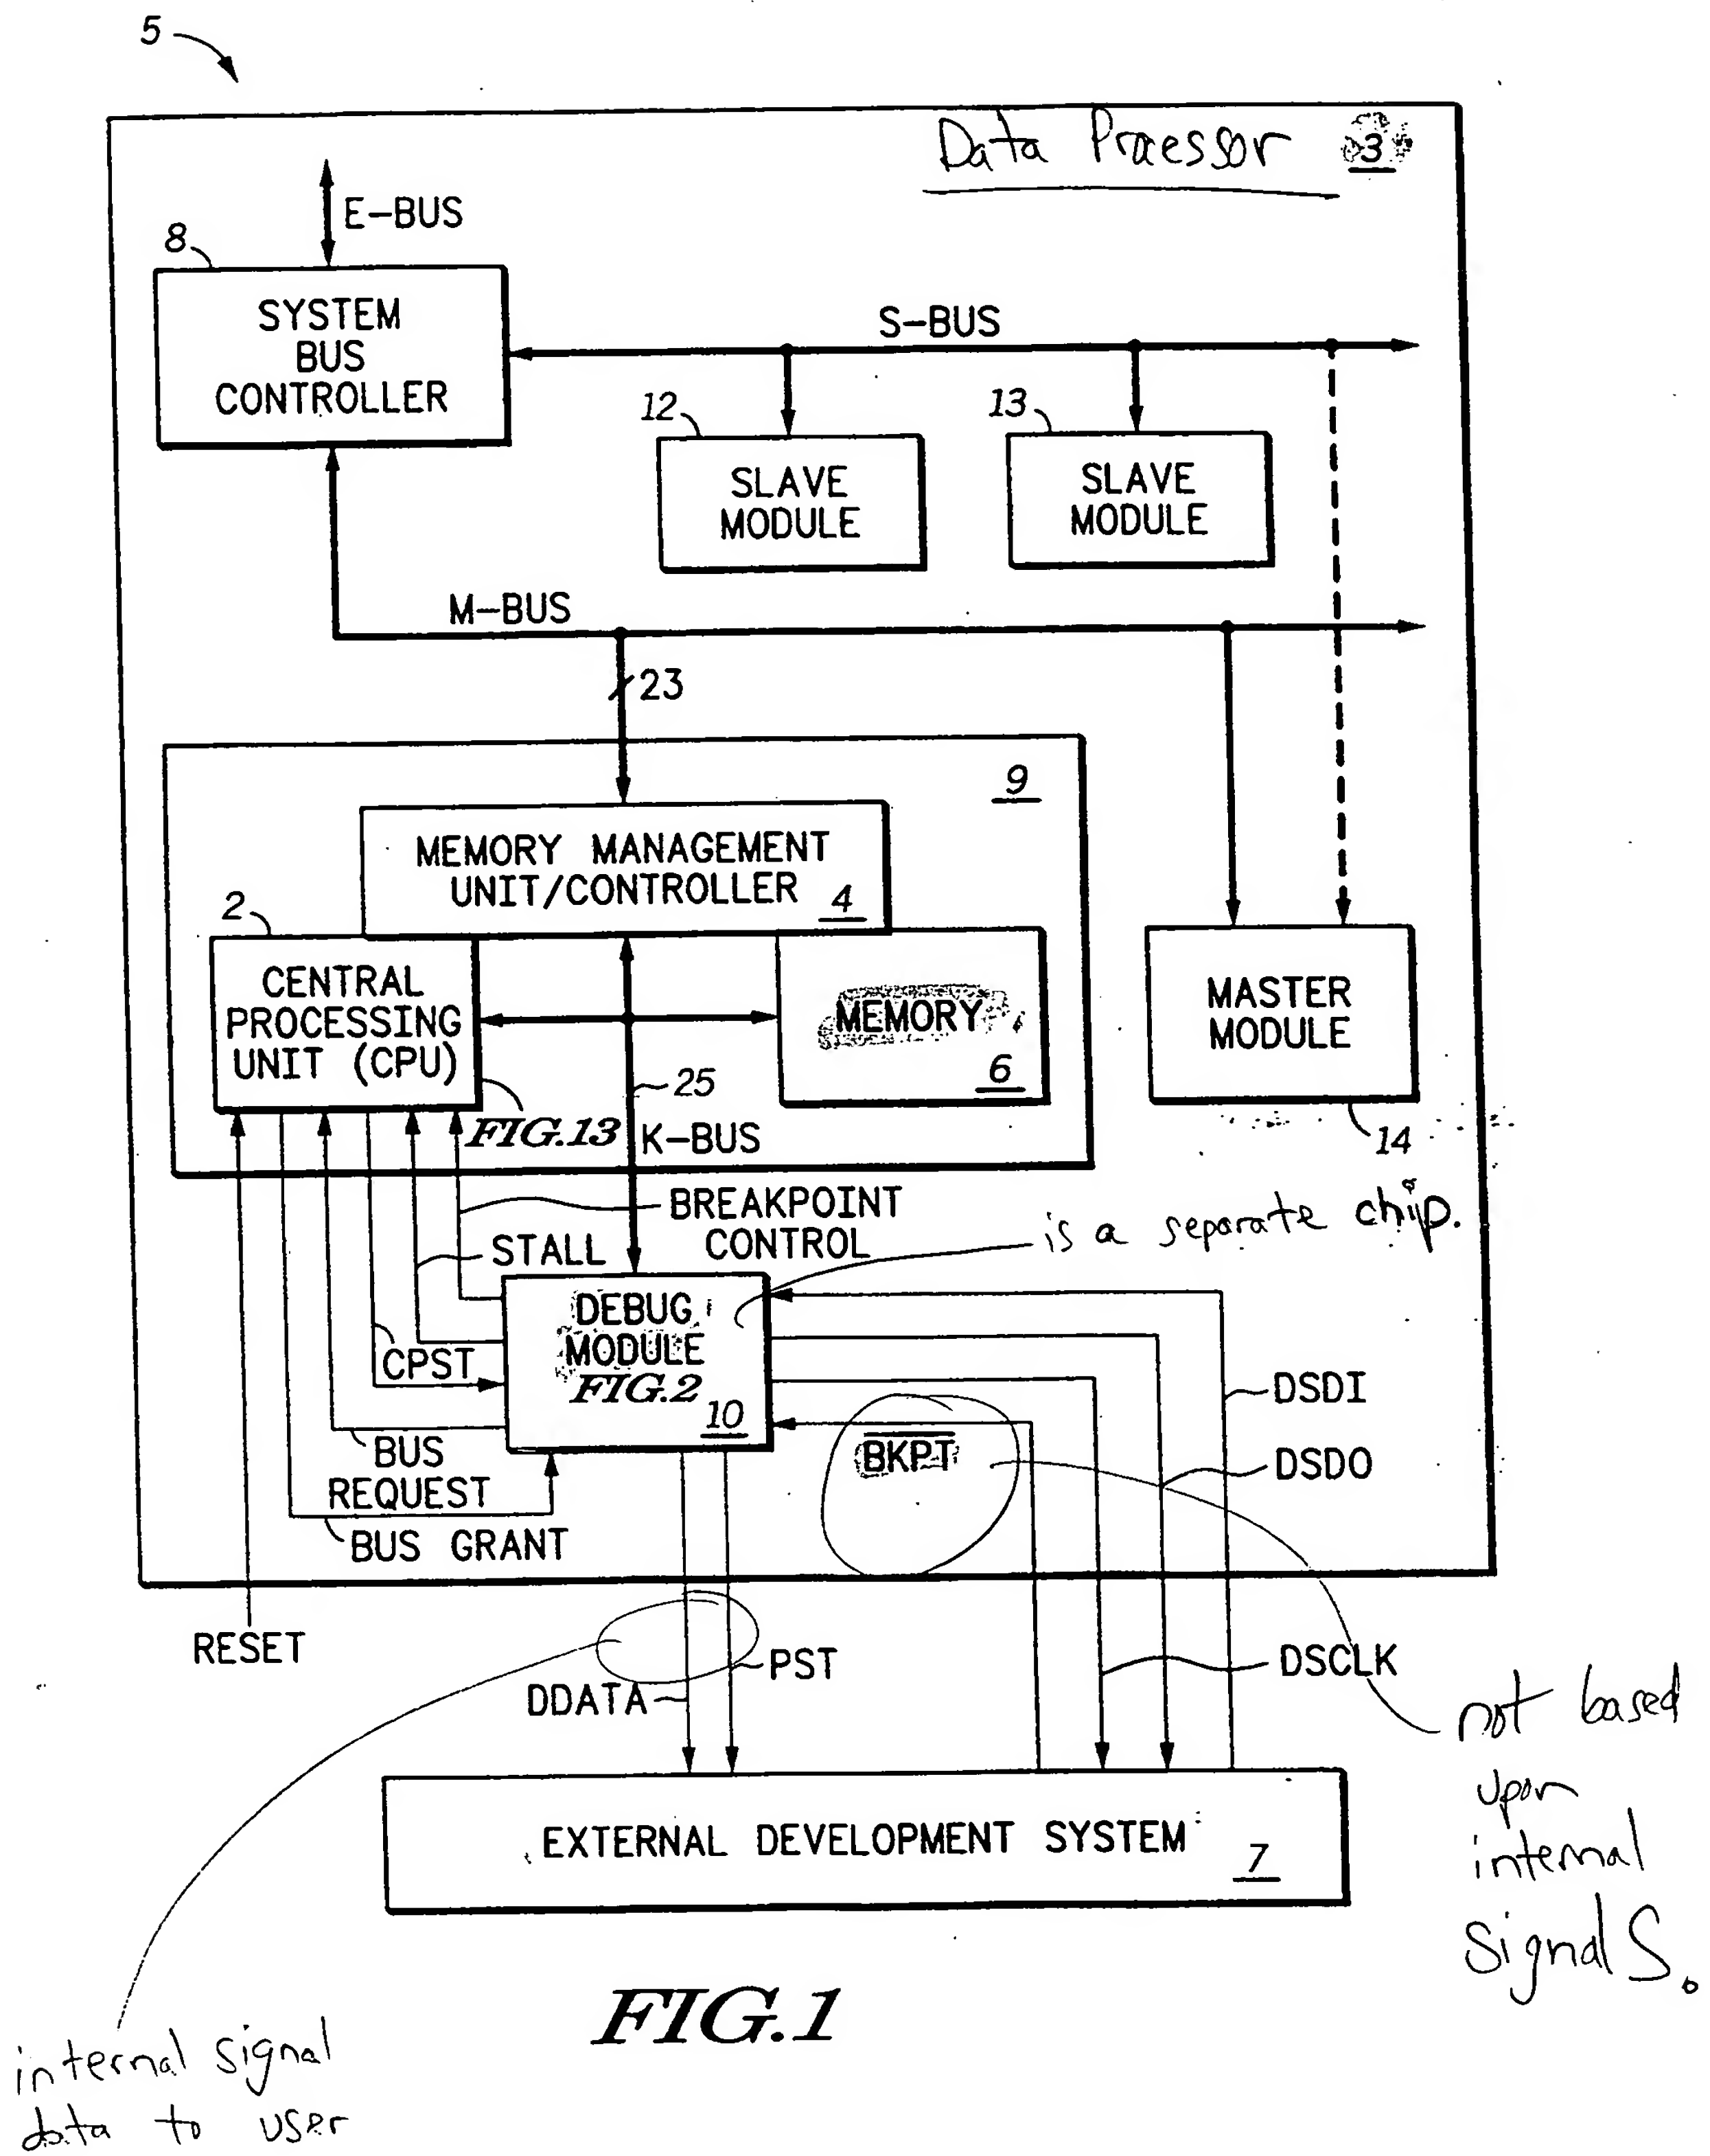 5
Data Processor 3
E-BUS
8
SYSTEM
BUS
CONTROLLER
S-BUS
12
SLAVE
MODULE
13
SLAVE
MODULE
M-BUS
23
9
MEMORY MANAGEMENT
UNIT/CONTROLLER
4
2
CENTRAL
PROCESSING
UNIT (CPU)
MEMORY
6
MASTER
MODULE
14
25
FIG.13
K-BUS
BREAKPOINT
CONTROL
is a separate chip.
STALL
DEBUG
MODULE
FIG.2
10
CPST
BUS
REQUEST
BUS GRANT
BKPT
DSDI
DSDO
RESET
PST
DDATA
DSCLK
not based
upon
internal
signalS.
EXTERNAL DEVELOPMENT SYSTEM
7
FIG.1
internal signal
data to user